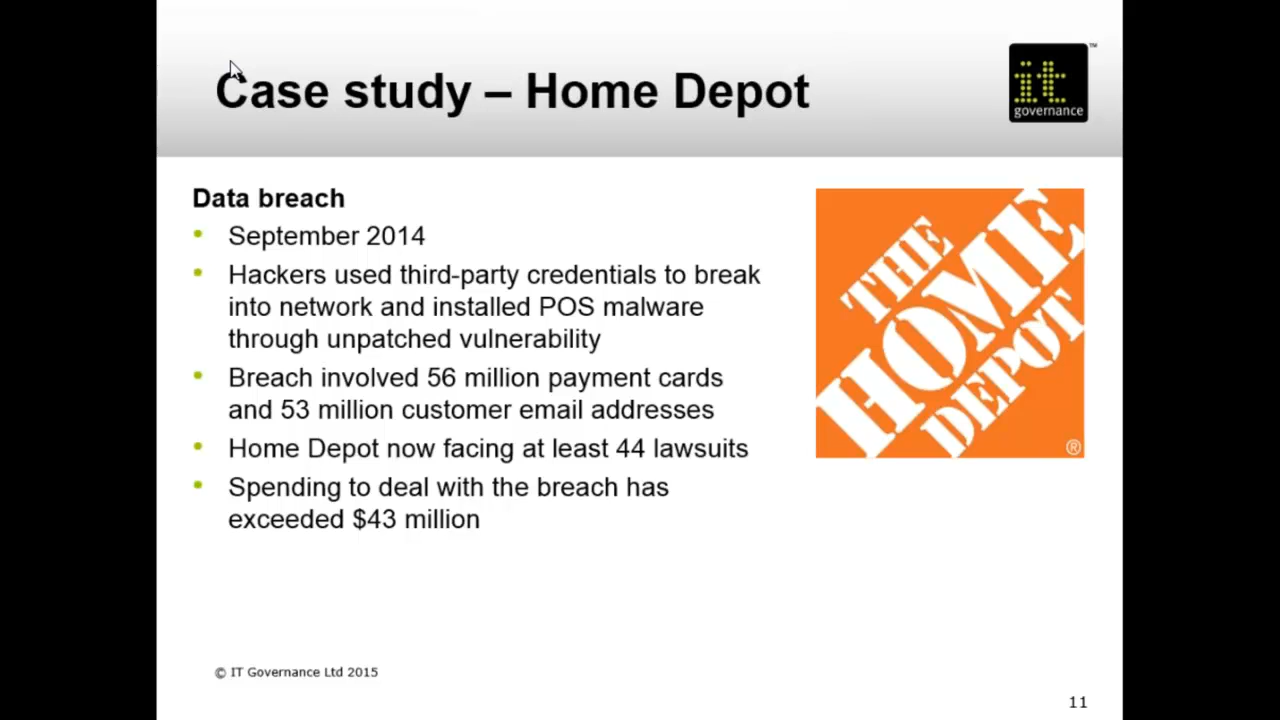 Case study – Home Depot
it
governance
™
Data breach
• September 2014
• Hackers used third-party credentials to break
into network and installed POS malware
through unpatched vulnerability
• Breach involved 56 million payment cards
and 53 million customer email addresses
• Home Depot now facing at least 44 lawsuits
• Spending to deal with the breach has
exceeded $43 million
THE
HOME
DEPOT
®
© IT Governance Ltd 2015
11